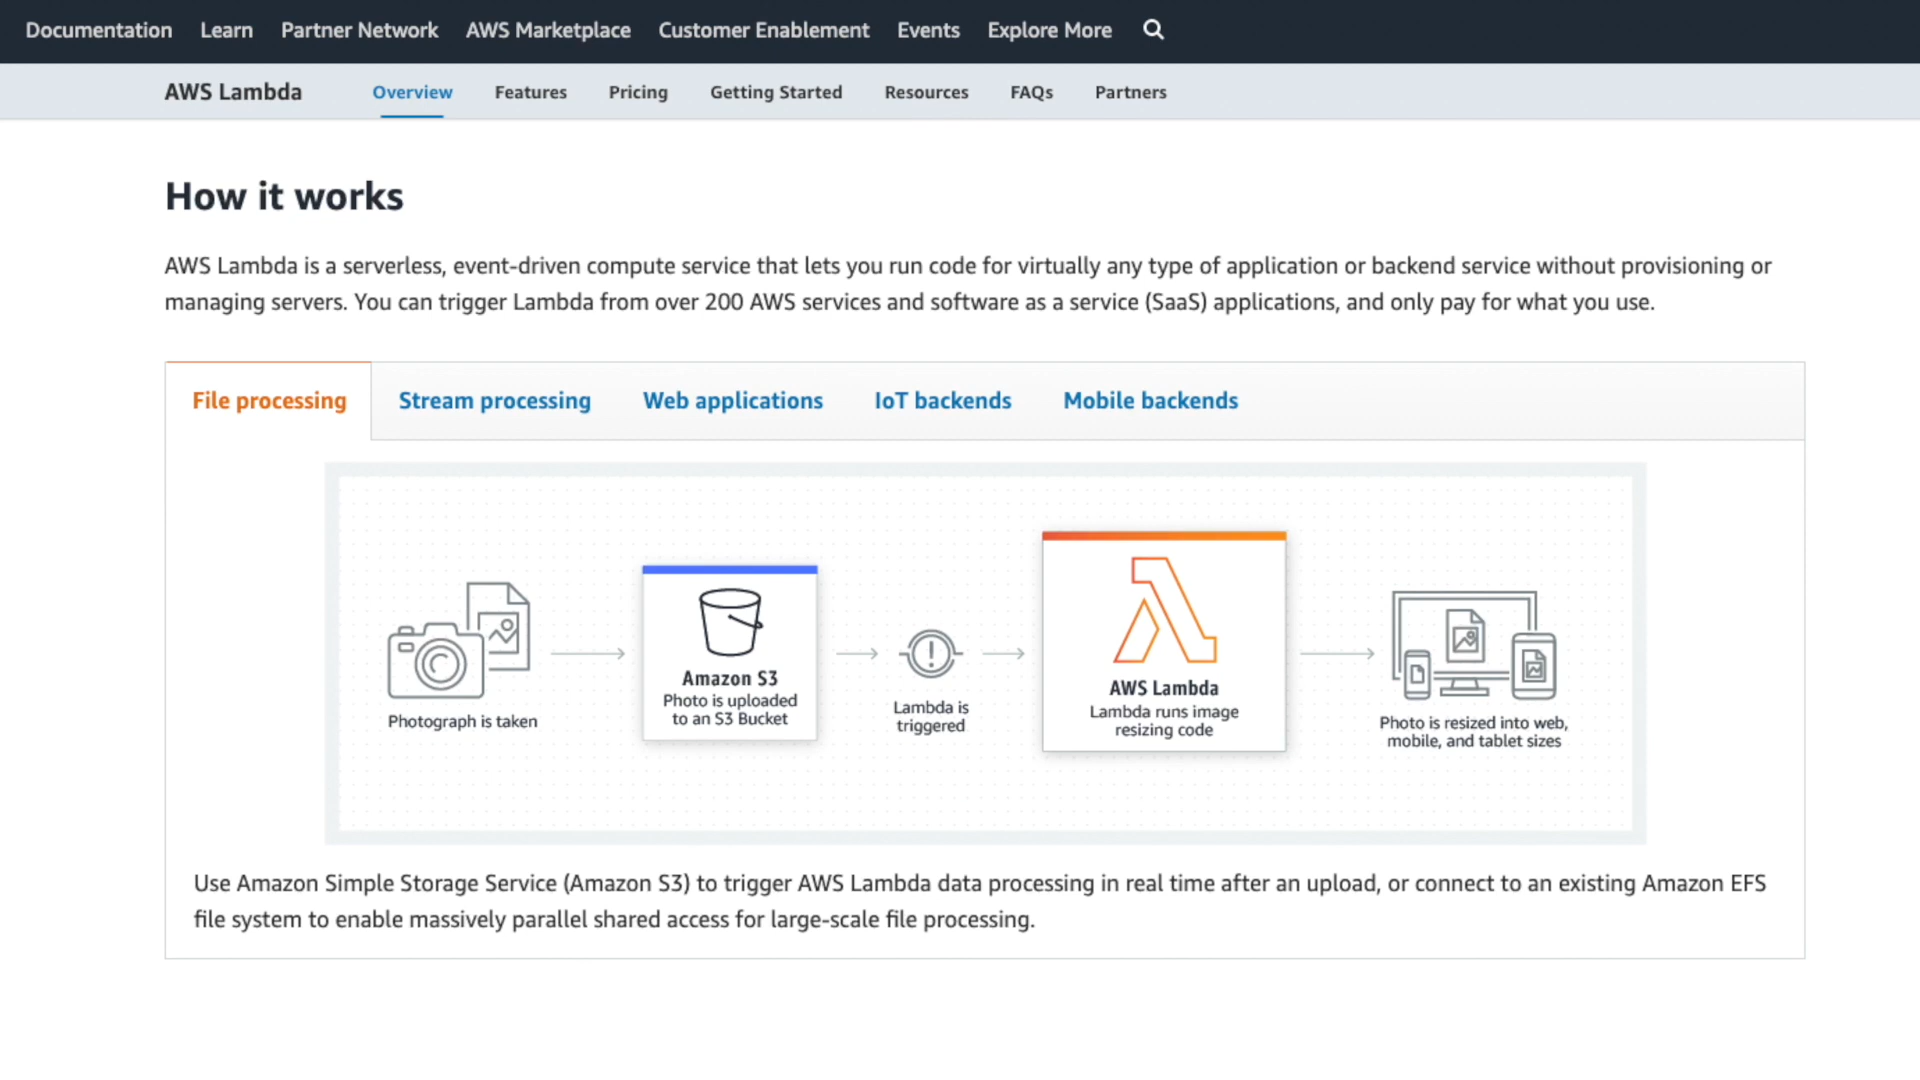 Documentation Learn Partner Network AWS Marketplace Customer Enablement Events Explore More
AWS Lambda Overview Features Pricing Getting Started Resources FAQs Partners
How it works
AWS Lambda is a serverless, event-driven compute service that lets you run code for virtually any type of application or backend service without provisioning or
managing servers. You can trigger Lambda from over 200 AWS services and software as a service (SaaS) applications, and only pay for what you use.
File processing Stream processing Web applications IoT backends Mobile backends
Photograph is taken
Amazon S3
Photo is uploaded
to an S3 Bucket
Lambda is
triggered
AWS Lambda
Lambda runs image
resizing code
Photo is resized into web,
mobile, and tablet sizes
Use Amazon Simple Storage Service (Amazon S3) to trigger AWS Lambda data processing in real time after an upload, or connect to an existing Amazon EFS
file system to enable massively parallel shared access for large-scale file processing.